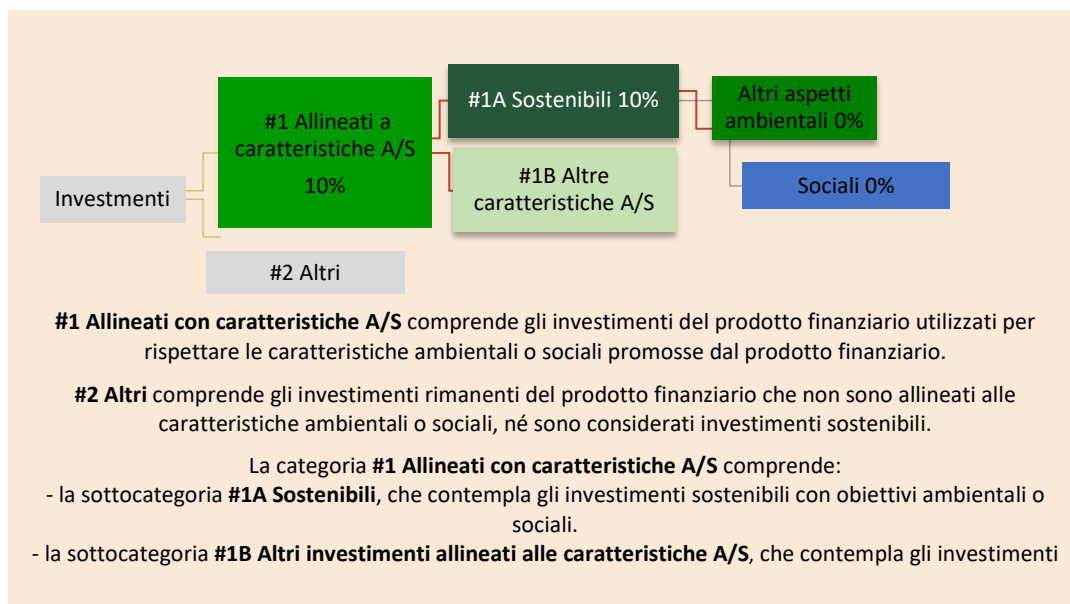 #1 Allineati a
caratteristiche A/S
10%
#1A Sostenibili 10%
Altri aspetti
ambientali 0%
Investimenti
#1B Altre
caratteristiche A/S
Sociali 0%
#2 Altri
#1 Allineati con caratteristiche A/S comprende gli investimenti del prodotto finanziario utilizzati per
rispettare le caratteristiche ambientali o sociali promosse dal prodotto finanziario.
#2 Altri comprende gli investimenti rimanenti del prodotto finanziario che non sono allineati alle
caratteristiche ambientali o sociali, né sono considerati investimenti sostenibili.
La categoria #1 Allineati con caratteristiche A/S comprende:
- la sottocategoria #1A Sostenibili, che contempla gli investimenti sostenibili con obiettivi ambientali o
sociali.
- la sottocategoria #1B Altri investimenti allineati alle caratteristiche A/S, che contempla gli investimenti